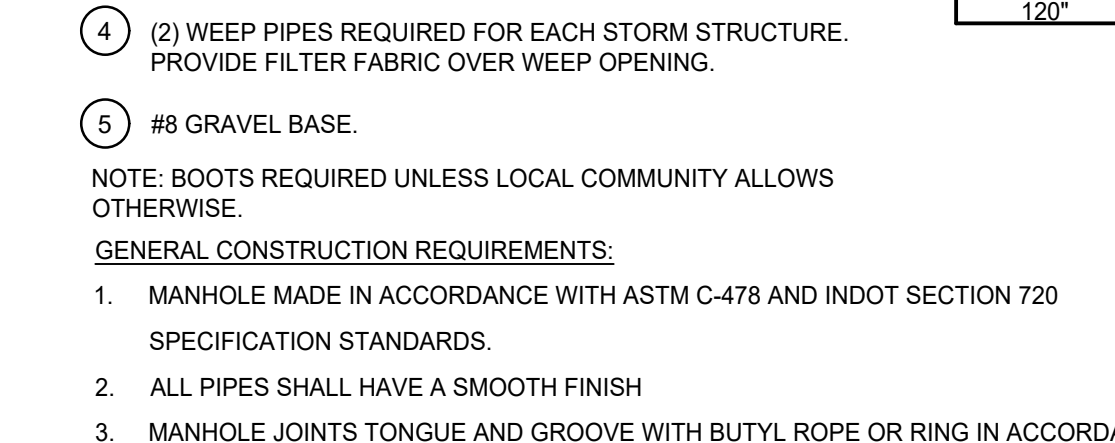 120"
4 (2) WEEP PIPES REQUIRED FOR EACH STORM STRUCTURE.
PROVIDE FILTER FABRIC OVER WEEP OPENING.
5 #8 GRAVEL BASE.
NOTE: BOOTS REQUIRED UNLESS LOCAL COMMUNITY ALLOWS
OTHERWISE.
GENERAL CONSTRUCTION REQUIREMENTS:
1. MANHOLE MADE IN ACCORDANCE WITH ASTM C-478 AND INDOT SECTION 720
SPECIFICATION STANDARDS.
2. ALL PIPES SHALL HAVE A SMOOTH FINISH
3. MANHOLE JOINTS TONGUE AND GROOVE WITH BUTYL ROPE OR RING IN ACCORD